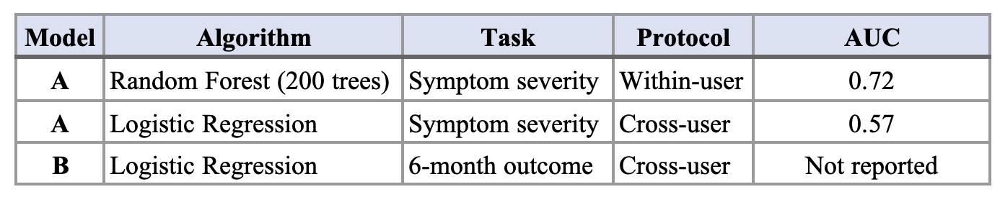 Model Algorithm Task Protocol AUC
A Random Forest (200 trees) Symptom severity Within-user 0.72
A Logistic Regression Symptom severity Cross-user 0.57
B Logistic Regression 6-month outcome Cross-user Not reported